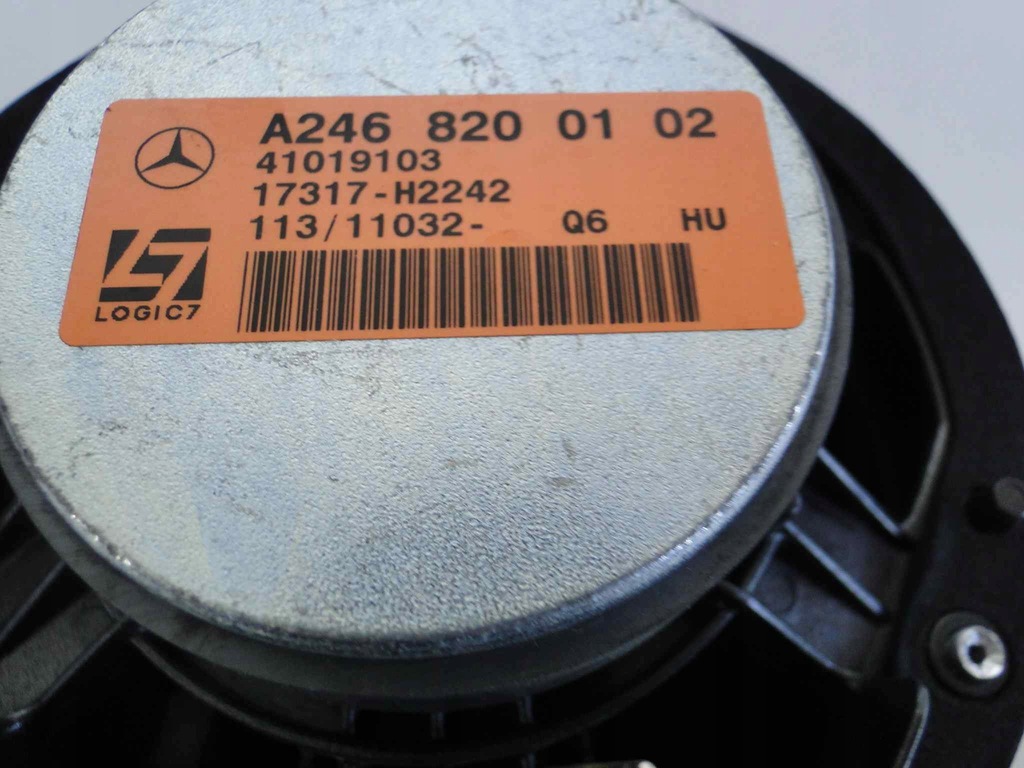 A246 820 01 02
41019103
17317-H2242
113/11032- Q6 HU
LOGIC7